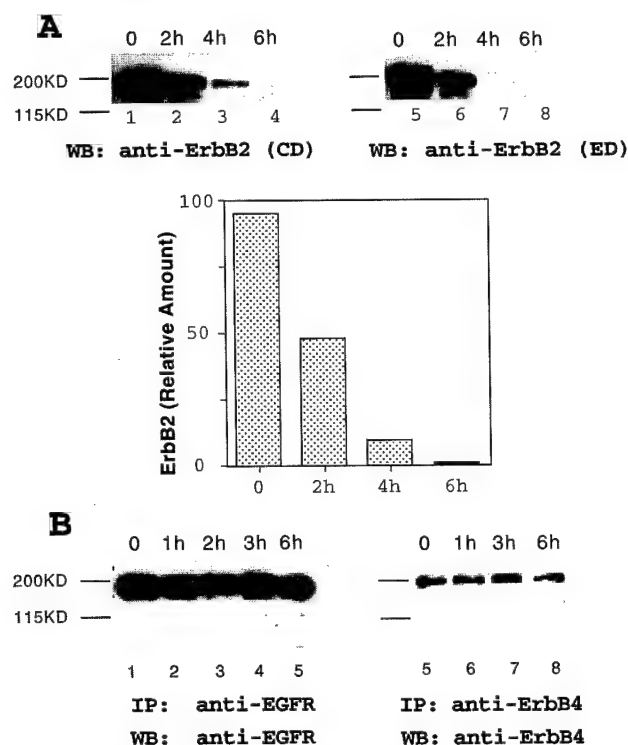 A
0 2h 4h 6h
200KD
115KD
1 2 3 4
WB: anti-ErbB2 (CD)
0 2h 4h 6h
5 6 7 8
WB: anti-ErbB2 (ED)
ErbB2 (Relative Amount)
100
50
0
0 2h 4h 6h
B
0 1h 2h 3h 6h
200KD
115KD
1 2 3 4 5
IP: anti-EGFR
WB: anti-EGFR
0 1h 3h 6h
5 6 7 8
IP: anti-ErbB4
WB: anti-ErbB4